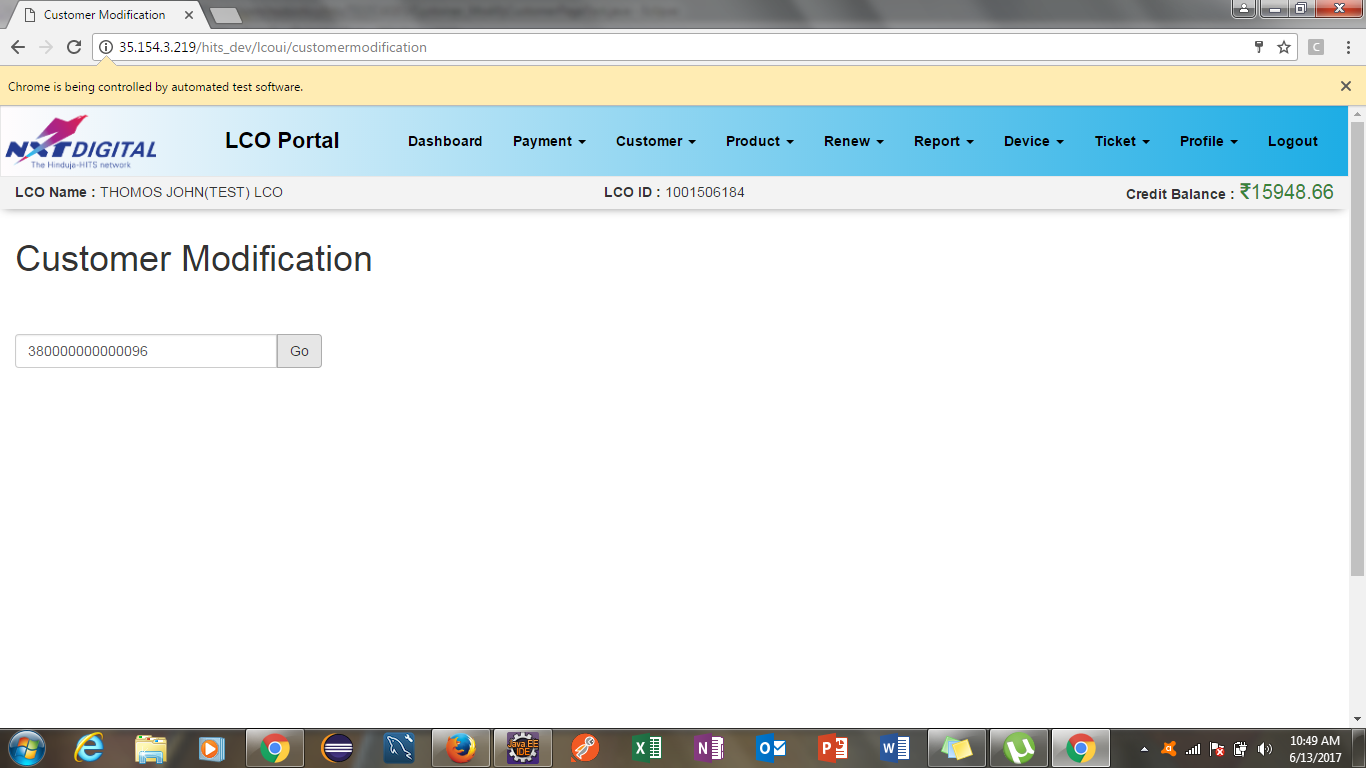 Customer Modification
35.154.3.219/hits_dev/lcoui/customermodification
C
Chrome is being controlled by automated test software.
NXTDIGITAL
The Hinduja-HITS network
LCO Portal
Dashboard Payment Customer Product Renew Report Device Ticket Profile Logout
LCO Name : THOMOS JOHN(TEST) LCO LCO ID : 1001506184 Credit Balance : ₹15948.66
Customer Modification
380000000000096 Go
Java EE
IDE
10:49 AM
6/13/2017